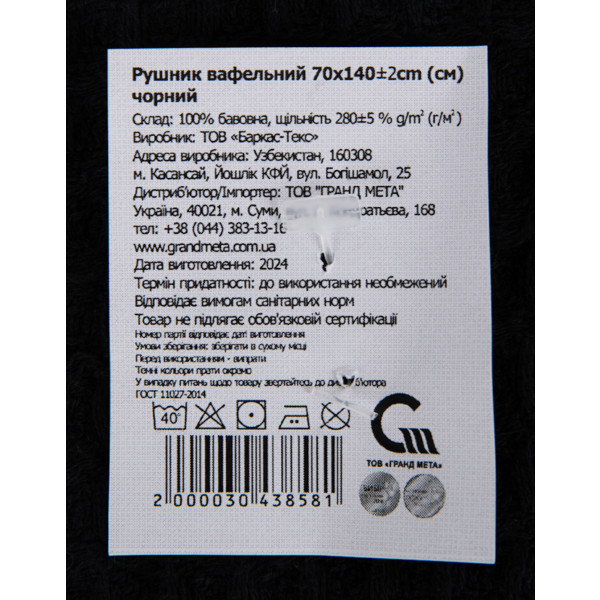 Рушник вафельний 70х140±2cm (см)
чорний
Склад: 100% бавовна, щільність 280±5 % g/m² (г/м²)
Виробник: ТОВ «Баркас-Текс»
Адреса виробника: Узбекистан, 160308
м. Касансай, Йошлік КФЙ, вул. Богішамол, 25
Дистриб'ютор/Імпортер: ТОВ "ГРАНД МЕТА"
Україна, 40021, м. Суми, 168
тел: +38 (044) 383-13-16
www.grandmeta.com.ua
Дата виготовлення: 2024
Термін придатності: до використання необмежений
Відповідає вимогам санітарних норм
Товар не підлягає обов'язковій сертифікації
Номер партії відповідає даті виготовлення
Умови зберігання: зберігати в сухому місці
Перед використанням - випрати
Темні кольори прати окремо
У випадку питань щодо товару звертайтесь до
ГОСТ 11027-2014
40°
ТОВ «ГРАНД МЕТА»
2 000030 438581